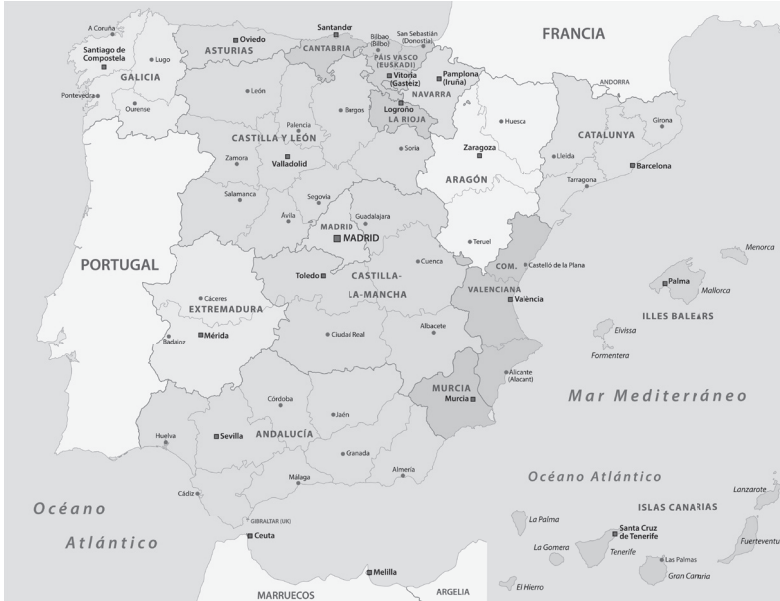 A Coruña
Santiago de
Compostela
Lugo
GALICIA
Pontevedra
Ourense
Oviedo
ASTURIAS
Santander
CANTABRIA
Bilbao
(Bilbo)
San Sebastián
(Donostia)
PAÍS VASCO
(EUSKADI)
Vitoria
(Gasteiz)
Pamplona
(Iruña)
NAVARRA
Logroño
LA RIOJA
FRANCIA
ANDORRA
León
Burgos
Palencia
CASTILLA Y LEÓN
Zamora
Valladolid
Soria
Salamanca
Segovia
Ávila
Huesca
Zaragoza
ARAGÓN
Teruel
CATALUNYA
Girona
Lleida
Barcelona
Tarragona
MADRID
MADRID
Guadalajara
PORTUGAL
Cáceres
EXTREMADURA
Badajoz
Mérida
Toledo
CASTILLA-
LA-MANCHA
Cuenca
Ciudad Real
Albacete
COM.
VALENCIANA
Castelló de la Plana
València
Alicante
(Alacant)
Menorca
Palma
Mallorca
ILLES BALEARS
Eivissa
Formentera
Mar Mediterráneo
MURCIA
Murcia
Córdoba
Jaén
Huelva
Sevilla
ANDALUCÍA
Granada
Almería
Málaga
Cádiz
GIBRALTAR (UK)
Ceuta
Melilla
MARRUECOS
ARGELIA
Océano
Atlántico
Océano Atlántico
ISLAS CANARIAS
Lanzarote
La Palma
Santa Cruz
de Tenerife
La Gomera
Tenerife
Las Palmas
Gran Canaria
Fuerteventu
El Hierro